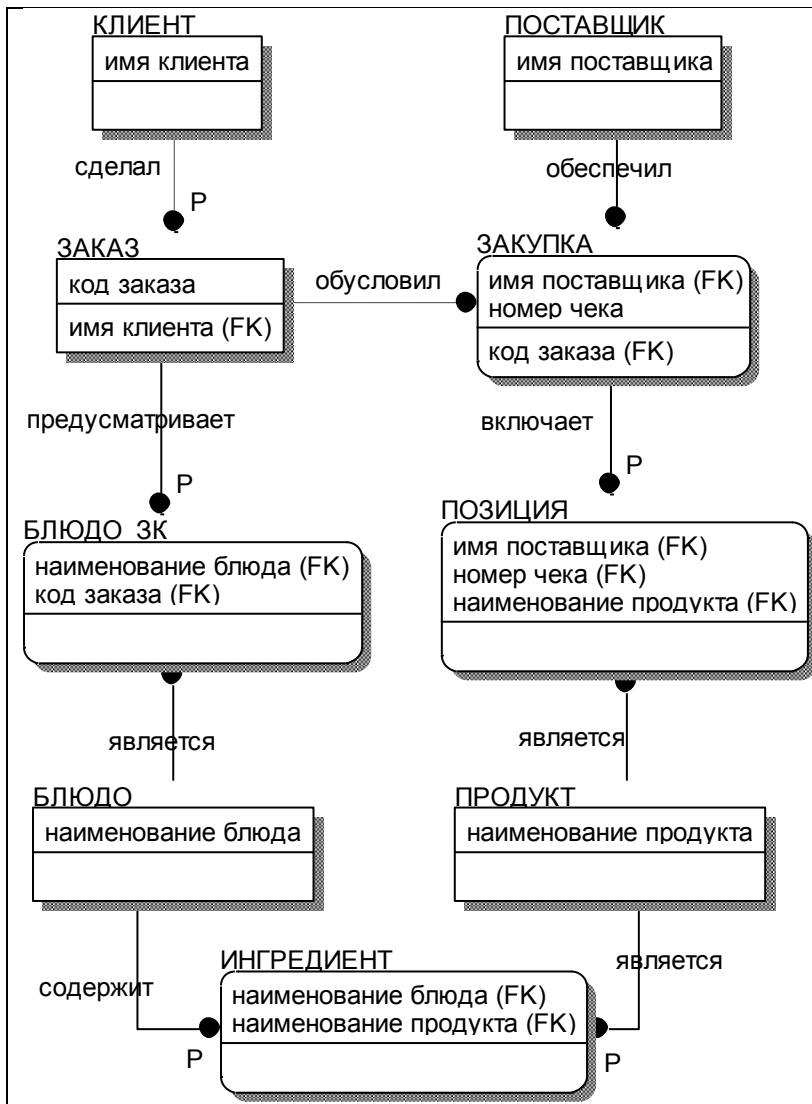 КЛИЕНТ
имя клиента
ПОСТАВЩИК
имя поставщика
сделал
P
обеспечил
ЗАКАЗ
код заказа
имя клиента (FK)
обусловил
ЗАКУПКА
имя поставщика (FK)
номер чека
код заказа (FK)
предусматривает
P
включает
P
БЛЮДО_ЗК
наименование блюда (FK)
код заказа (FK)
ПОЗИЦИЯ
имя поставщика (FK)
номер чека (FK)
наименование продукта (FK)
является
является
БЛЮДО
наименование блюда
ПРОДУКТ
наименование продукта
содержит
P
ИНГРЕДИЕНТ
наименование блюда (FK)
наименование продукта (FK)
является
P